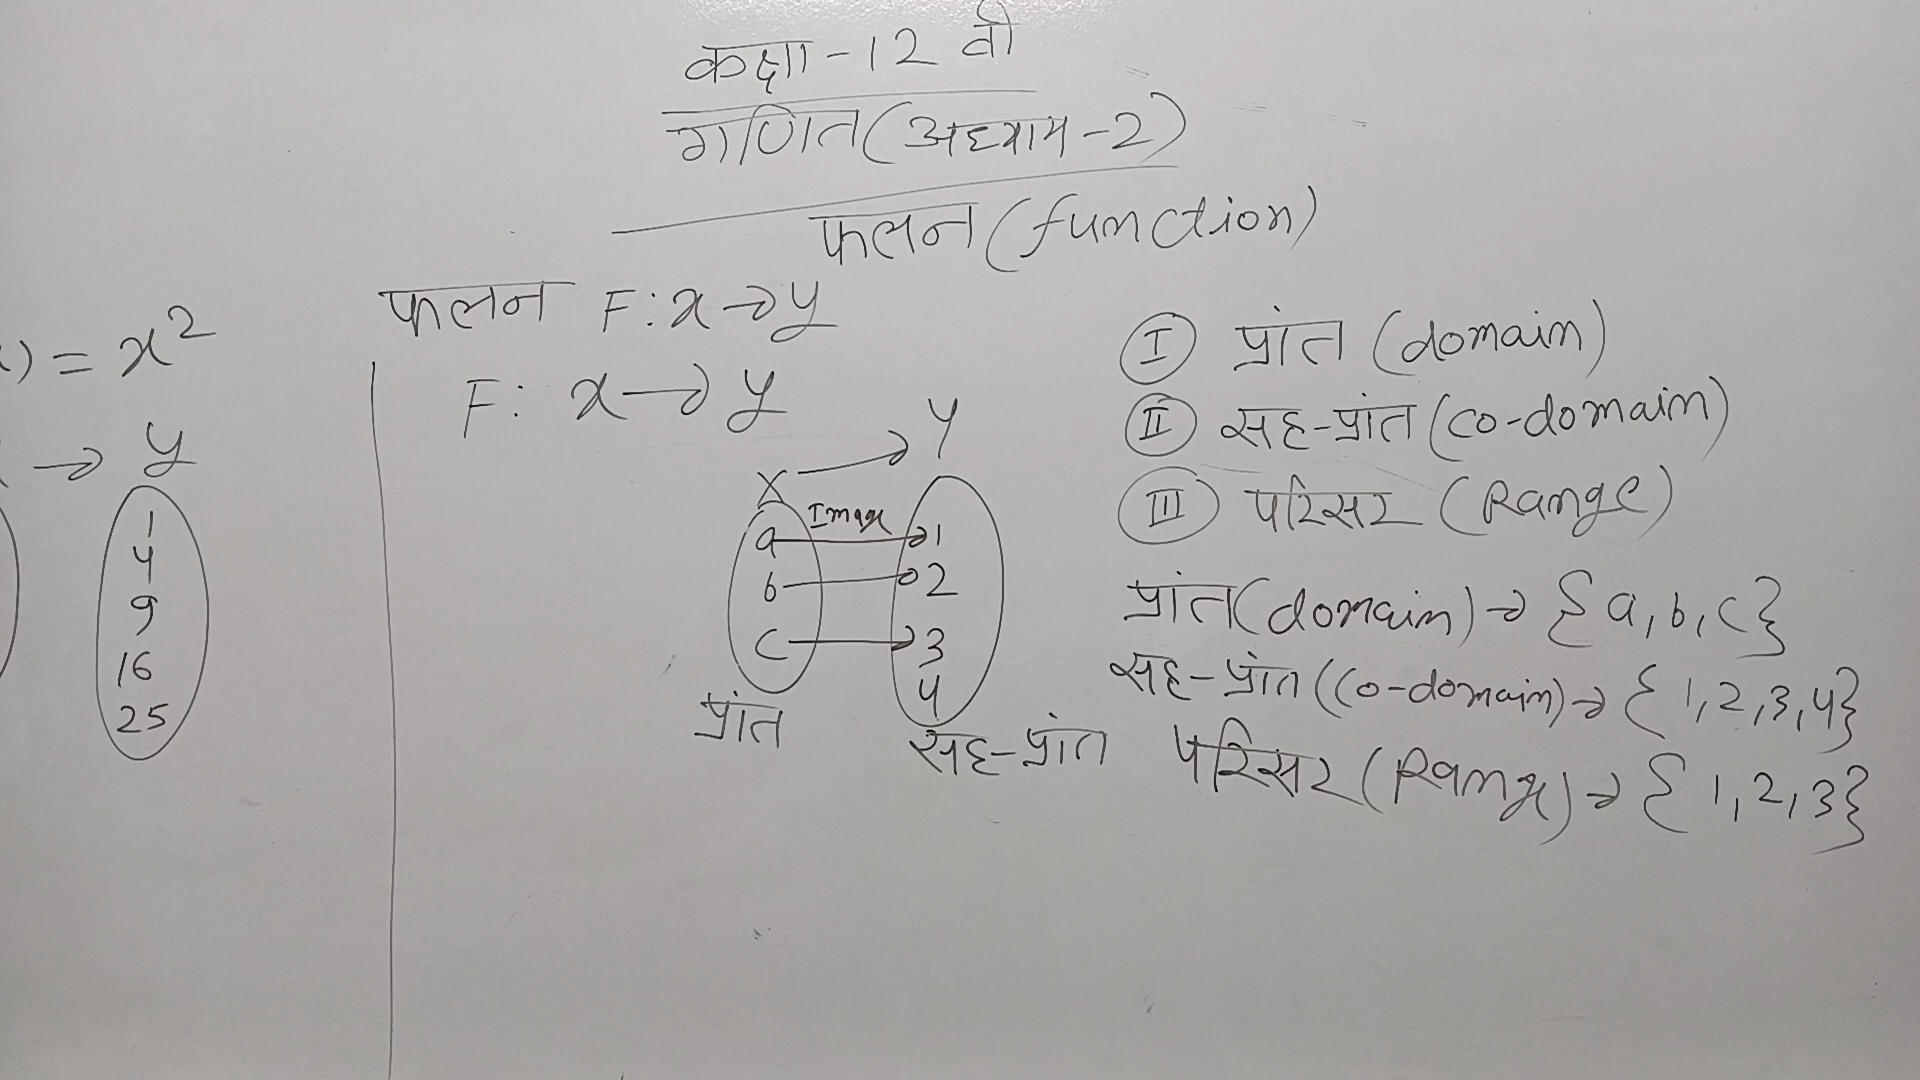 कक्षा-12 वी
गणित(अध्याय-2)
फलन(function)
) = x²
→ y
1
4
9
16
25
फलन F: x→y
F: x→y
X → Y
Image
a → 1
b → 2
c → 3
4
प्रांत
सह-प्रांत
I प्रांत (domain)
II सह-प्रांत (co-domain)
III परिसर (Range)
प्रांत(domain)→ {a, b, c}
सह-प्रांत (co-domain)→ {1,2,3,4}
परिसर (Range)→ {1,2,3}